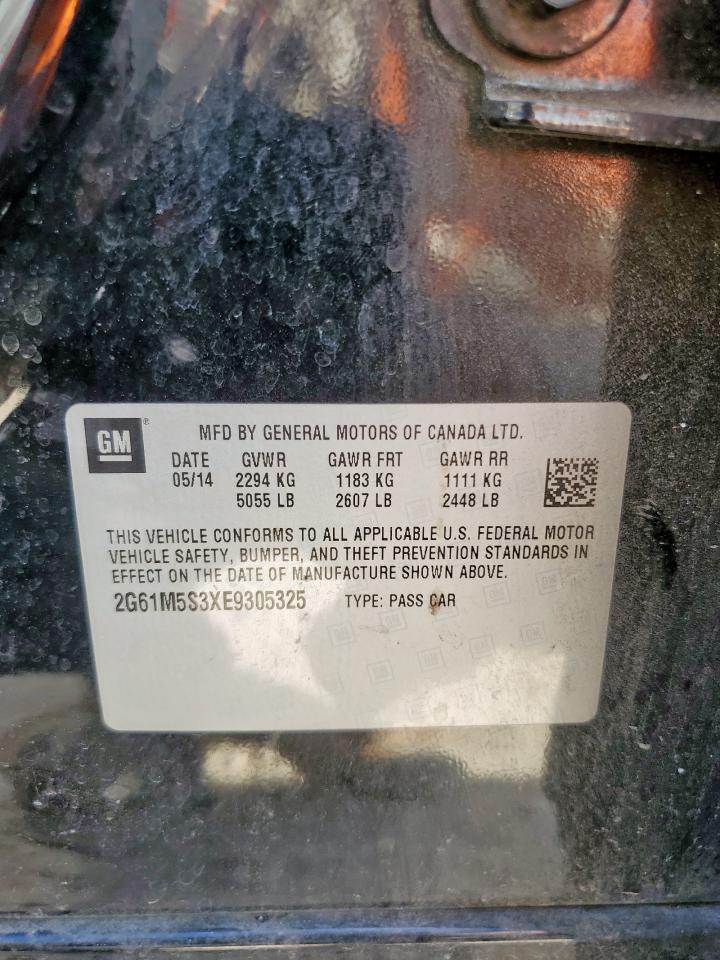 GM
®
MFD BY GENERAL MOTORS OF CANADA LTD.
DATE GVWR GAWR FRT GAWR RR
05/14 2294 KG 1183 KG 1111 KG
5055 LB 2607 LB 2448 LB
THIS VEHICLE CONFORMS TO ALL APPLICABLE U.S. FEDERAL MOTOR
VEHICLE SAFETY, BUMPER, AND THEFT PREVENTION STANDARDS IN
EFFECT ON THE DATE OF MANUFACTURE SHOWN ABOVE.
2G61M5S3XE9305325 TYPE: PASS CAR